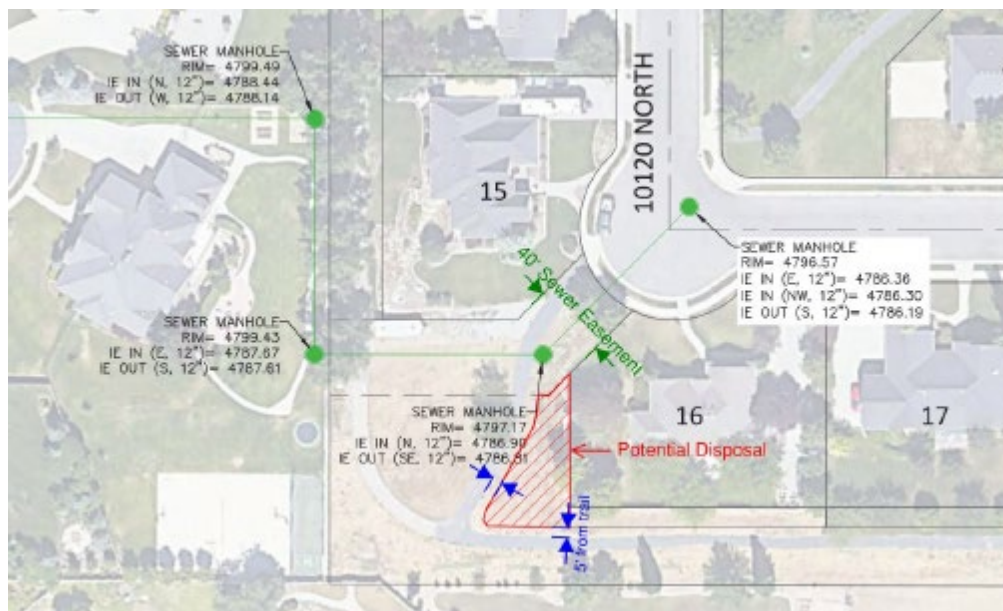 SEWER MANHOLE
RIM= 4799.49
IE IN (N, 12")= 4788.44
IE OUT (W, 12")= 4788.14
15
10120 NORTH
40' Sewer Easement
SEWER MANHOLE
RIM= 4796.57
IE IN (E, 12")= 4786.36
IE IN (NW, 12")= 4786.30
IE OUT (S, 12")= 4786.19
SEWER MANHOLE
RIM= 4799.43
IE IN (E, 12")= 4787.67
IE OUT (S, 12")= 4787.61
SEWER MANHOLE
RIM= 4797.17
IE IN (N, 12")= 4786.90
IE OUT (SE, 12")= 4786.81
16
17
Potential Disposal
5' from trail